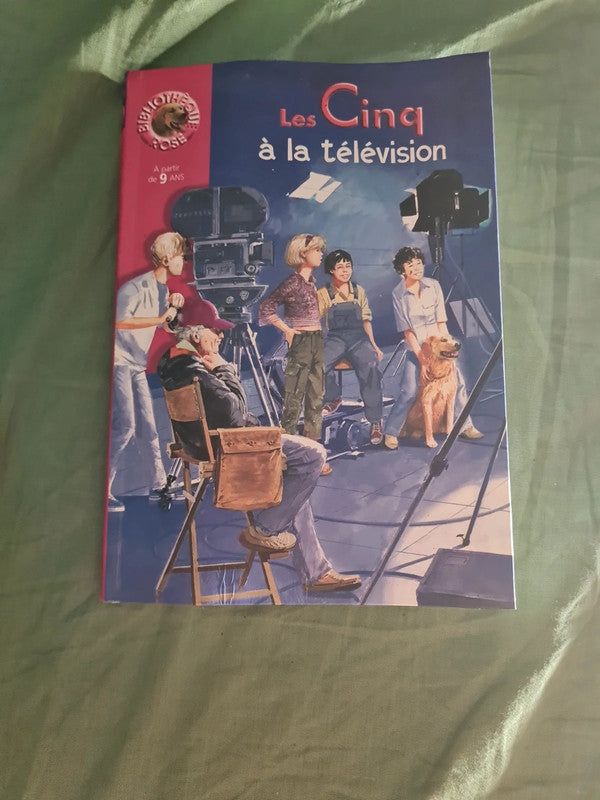 BIBLIOTHÈQUE
ROSE
À partir
de 9 ANS
Les Cinq
à la télévision